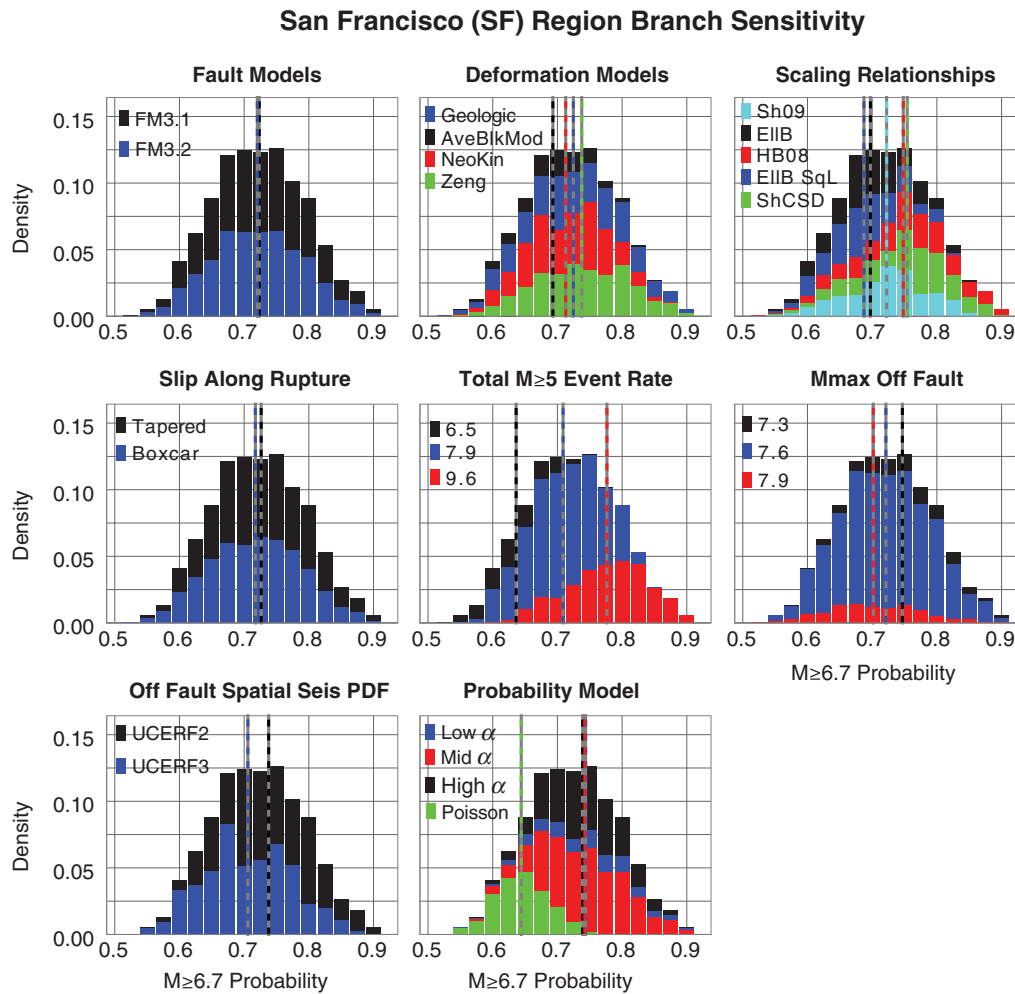 San Francisco (SF) Region Branch Sensitivity
Fault Models
Deformation Models
Scaling Relationships
0.15
0.10
0.05
0.00
Density
FM3.1
FM3.2
0.5 0.6 0.7 0.8 0.9
Geologic
AveBlkMod
NeoKin
Zeng
0.5 0.6 0.7 0.8 0.9
Sh09
EllB
HB08
EllB SqL
ShCSD
0.5 0.6 0.7 0.8 0.9
Slip Along Rupture
Total M≥5 Event Rate
Mmax Off Fault
0.15
0.10
0.05
0.00
Density
Tapered
Boxcar
0.5 0.6 0.7 0.8 0.9
6.5
7.9
9.6
0.5 0.6 0.7 0.8 0.9
7.3
7.6
7.9
0.5 0.6 0.7 0.8 0.9
M≥6.7 Probability
Off Fault Spatial Seis PDF
Probability Model
0.15
0.10
0.05
0.00
Density
UCERF2
UCERF3
0.5 0.6 0.7 0.8 0.9
M≥6.7 Probability
Low α
Mid α
High α
Poisson
0.5 0.6 0.7 0.8 0.9
M≥6.7 Probability